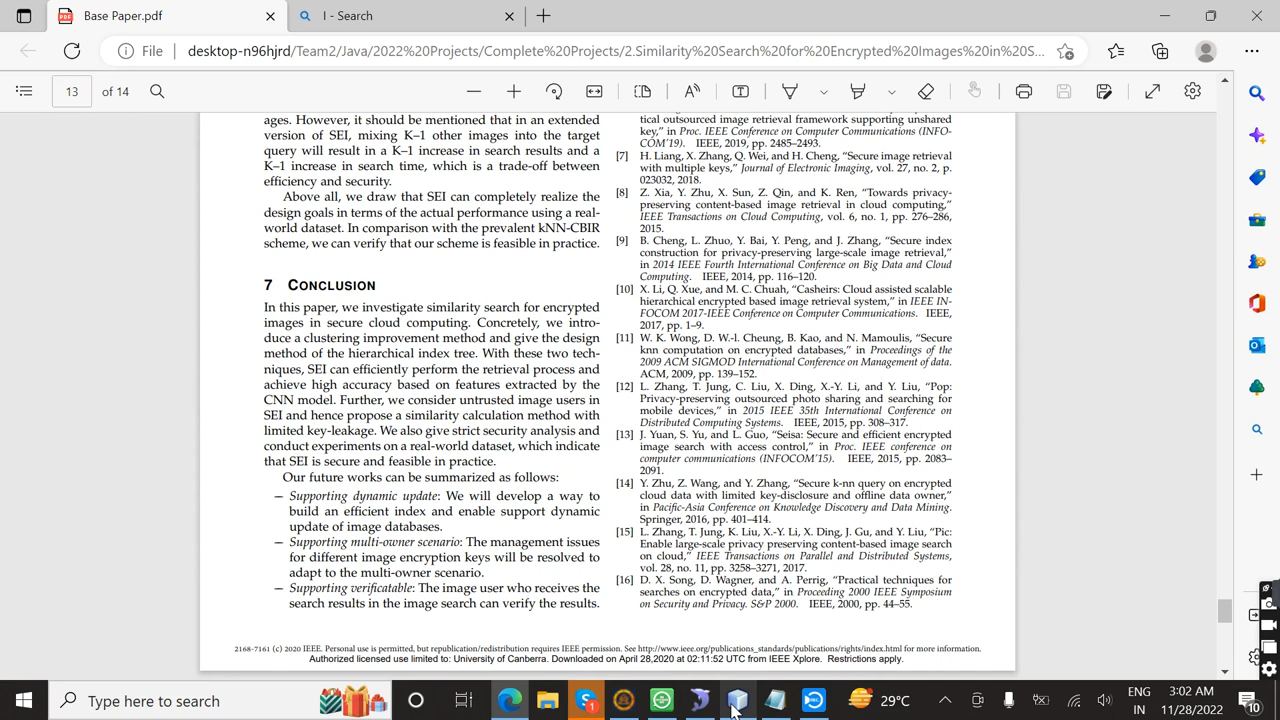 Base Paper.pdf
I - Search
File
desktop-n96hjrd/Team2/Java/2022%20Projects/Complete%20Projects/2.Similarity%20Search%20for%20Encrypted%20Images%20in%20S...
13 of 14
ages. However, it should be mentioned that in an extended
version of SEI, mixing K–1 other images into the target
query will result in a K–1 increase in search results and a
K–1 increase in search time, which is a trade-off between
efficiency and security.
Above all, we draw that SEI can completely realize the
design goals in terms of the actual performance using a real-
world dataset. In comparison with the prevalent kNN-CBIR
scheme, we can verify that our scheme is feasible in practice.
7 CONCLUSION
In this paper, we investigate similarity search for encrypted
images in secure cloud computing. Concretely, we intro-
duce a clustering improvement method and give the design
method of the hierarchical index tree. With these two tech-
niques, SEI can efficiently perform the retrieval process and
achieve high accuracy based on features extracted by the
CNN model. Further, we consider untrusted image users in
SEI and hence propose a similarity calculation method with
limited key-leakage. We also give strict security analysis and
conduct experiments on a real-world dataset, which indicate
that SEI is secure and feasible in practice.
Our future works can be summarized as follows:
– Supporting dynamic update: We will develop a way to
build an efficient index and enable support dynamic
update of image databases.
– Supporting multi-owner scenario: The management issues
for different image encryption keys will be resolved to
adapt to the multi-owner scenario.
– Supporting verificatable: The image user who receives the
search results in the image search can verify the results.
tical outsourced image retrieval framework supporting unshared
key," in Proc. IEEE Conference on Computer Communications (INFO-
COM'19). IEEE, 2019, pp. 2485–2493.
[7] H. Liang, X. Zhang, Q. Wei, and H. Cheng, "Secure image retrieval
with multiple keys," Journal of Electronic Imaging, vol. 27, no. 2, p.
023032, 2018.
[8] Z. Xia, Y. Zhu, X. Sun, Z. Qin, and K. Ren, "Towards privacy-
preserving content-based image retrieval in cloud computing,"
IEEE Transactions on Cloud Computing, vol. 6, no. 1, pp. 276–286,
2015.
[9] B. Cheng, L. Zhuo, Y. Bai, Y. Peng, and J. Zhang, "Secure index
construction for privacy-preserving large-scale image retrieval,"
in 2014 IEEE Fourth International Conference on Big Data and Cloud
Computing. IEEE, 2014, pp. 116–120.
[10] X. Li, Q. Xue, and M. C. Chuah, "Casheirs: Cloud assisted scalable
hierarchical encrypted based image retrieval system," in IEEE IN-
FOCOM 2017-IEEE Conference on Computer Communications. IEEE,
2017, pp. 1–9.
[11] W. K. Wong, D. W.-l. Cheung, B. Kao, and N. Mamoulis, "Secure
knn computation on encrypted databases," in Proceedings of the
2009 ACM SIGMOD International Conference on Management of data.
ACM, 2009, pp. 139–152.
[12] L. Zhang, T. Jung, C. Liu, X. Ding, X.-Y. Li, and Y. Liu, "Pop:
Privacy-preserving outsourced photo sharing and searching for
mobile devices," in 2015 IEEE 35th International Conference on
Distributed Computing Systems. IEEE, 2015, pp. 308–317.
[13] J. Yuan, S. Yu, and L. Guo, "Seisa: Secure and efficient encrypted
image search with access control," in Proc. IEEE conference on
computer communications (INFOCOM'15). IEEE, 2015, pp. 2083–
2091.
[14] Y. Zhu, Z. Wang, and Y. Zhang, "Secure k-nn query on encrypted
cloud data with limited key-disclosure and offline data owner,"
in Pacific-Asia Conference on Knowledge Discovery and Data Mining.
Springer, 2016, pp. 401–414.
[15] L. Zhang, T. Jung, K. Liu, X.-Y. Li, X. Ding, J. Gu, and Y. Liu, "Pic:
Enable large-scale privacy preserving content-based image search
on cloud," IEEE Transactions on Parallel and Distributed Systems,
vol. 28, no. 11, pp. 3258–3271, 2017.
[16] D. X. Song, D. Wagner, and A. Perrig, "Practical techniques for
searches on encrypted data," in Proceeding 2000 IEEE Symposium
on Security and Privacy. S&P 2000. IEEE, 2000, pp. 44–55.
2168-7161 (c) 2020 IEEE. Personal use is permitted, but republication/redistribution requires IEEE permission. See http://www.ieee.org/publications_standards/publications/rights/index.html for more information.
Authorized licensed use limited to: University of Canberra. Downloaded on April 28,2020 at 02:11:52 UTC from IEEE Xplore. Restrictions apply.
Type here to search
1
29°C
ENG
IN
3:02 AM
11/28/2022
10